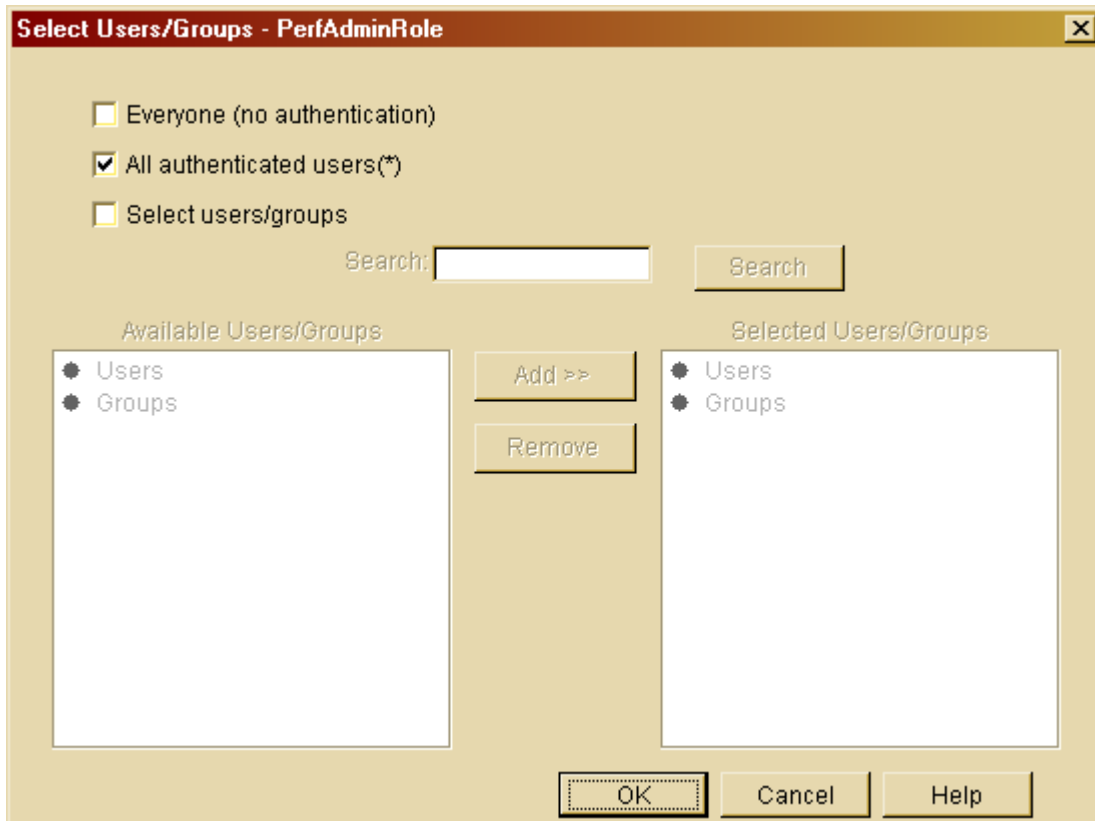 Select Users/Groups - PerfAdminRole
Everyone (no authentication)
All authenticated users(*)
Select users/groups
Search: Search
Available Users/Groups Selected Users/Groups
Users Add >> Users
Groups Groups
Remove
OK Cancel Help